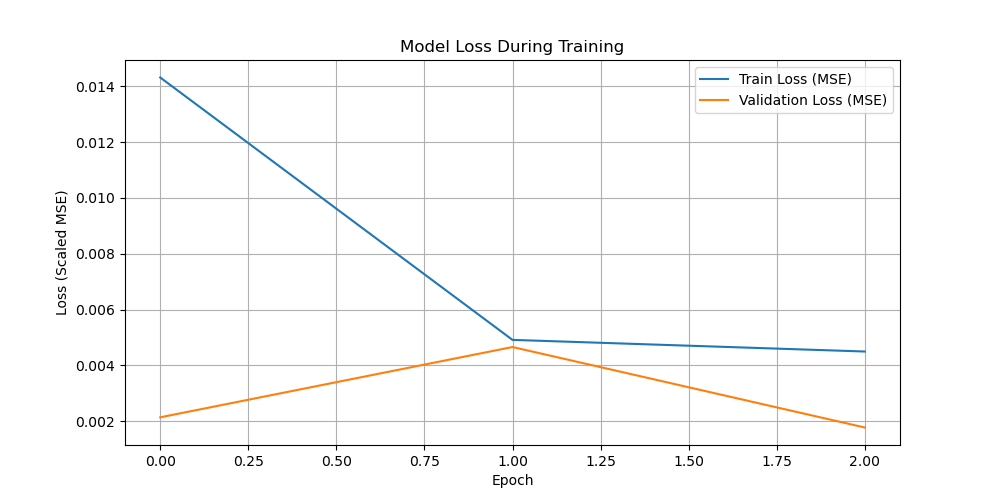 Model Loss During Training
Train Loss (MSE)
Validation Loss (MSE)
Loss (Scaled MSE)
0.014
0.012
0.010
0.008
0.006
0.004
0.002
0.00 0.25 0.50 0.75 1.00 1.25 1.50 1.75 2.00
Epoch